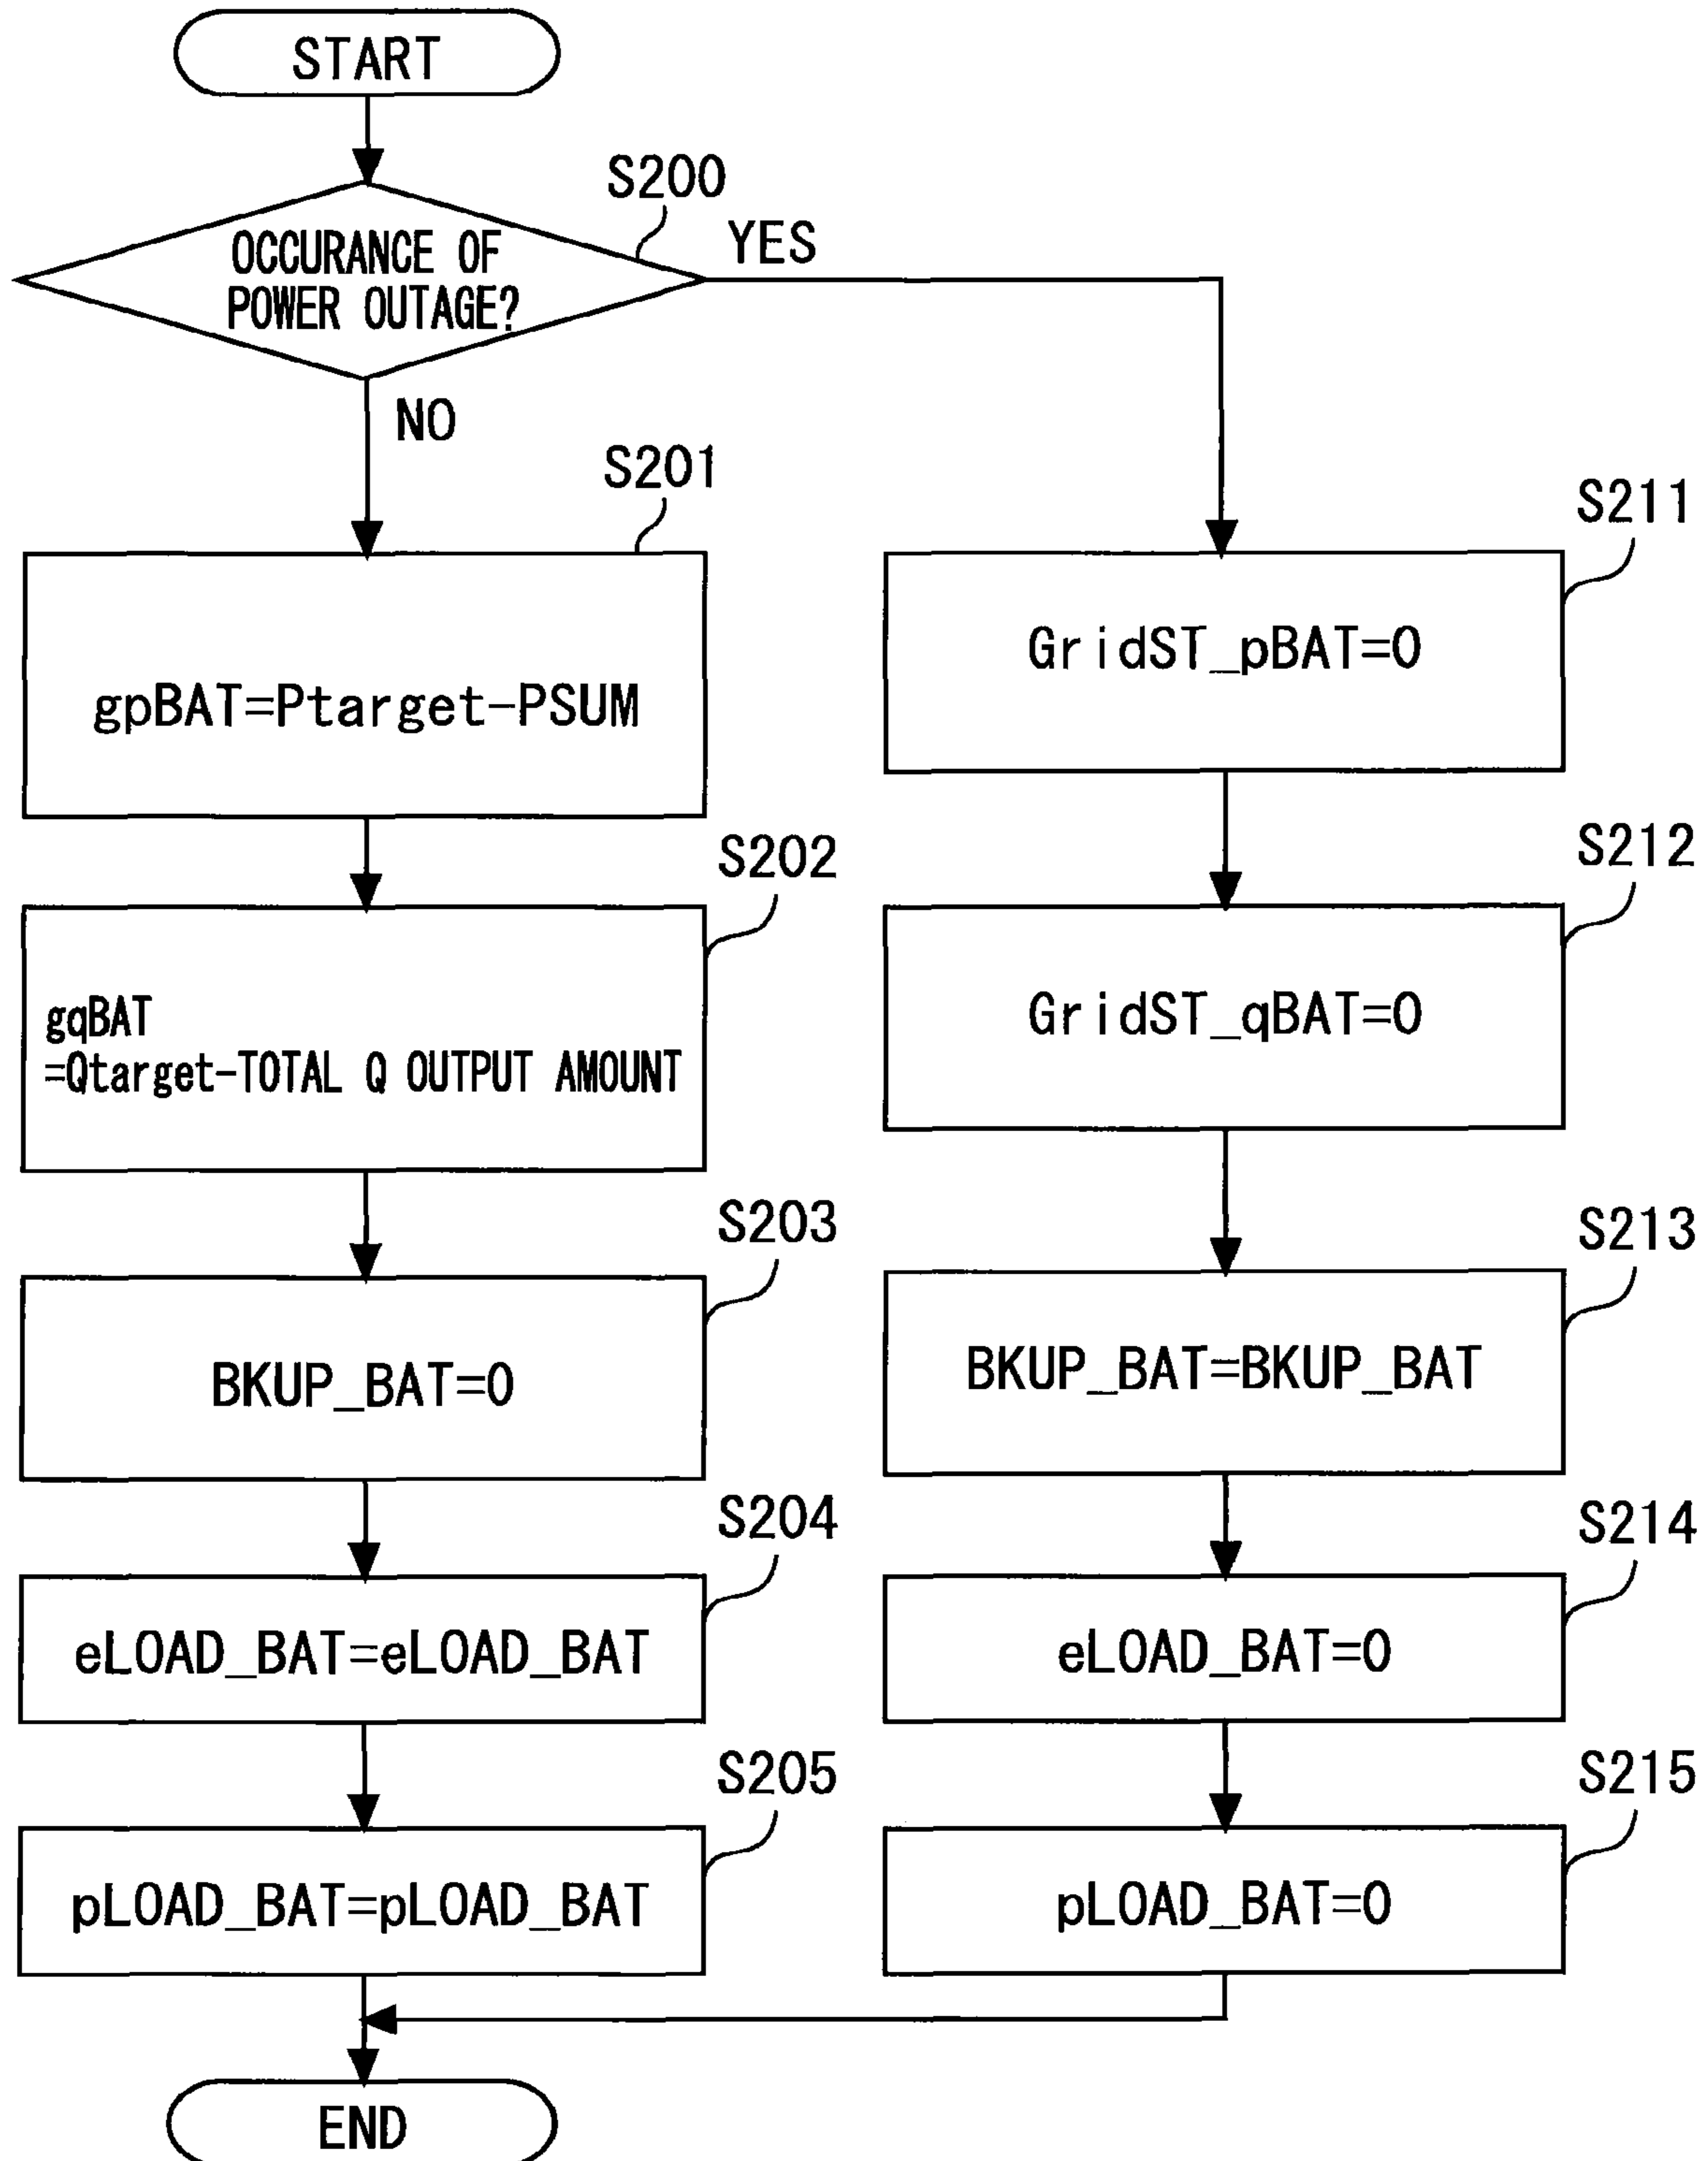 START
S200
OCCURANCE OF
POWER OUTAGE?
YES
NO
S201
gpBAT=Ptarget-PSUM
S202
gqBAT
=Qtarget-TOTAL Q OUTPUT AMOUNT
S203
BKUP_BAT=0
S204
eLOAD_BAT=eLOAD_BAT
S205
pLOAD_BAT=pLOAD_BAT
S211
GridST_pBAT=0
S212
GridST_qBAT=0
S213
BKUP_BAT=BKUP_BAT
S214
eLOAD_BAT=0
S215
pLOAD_BAT=0
END